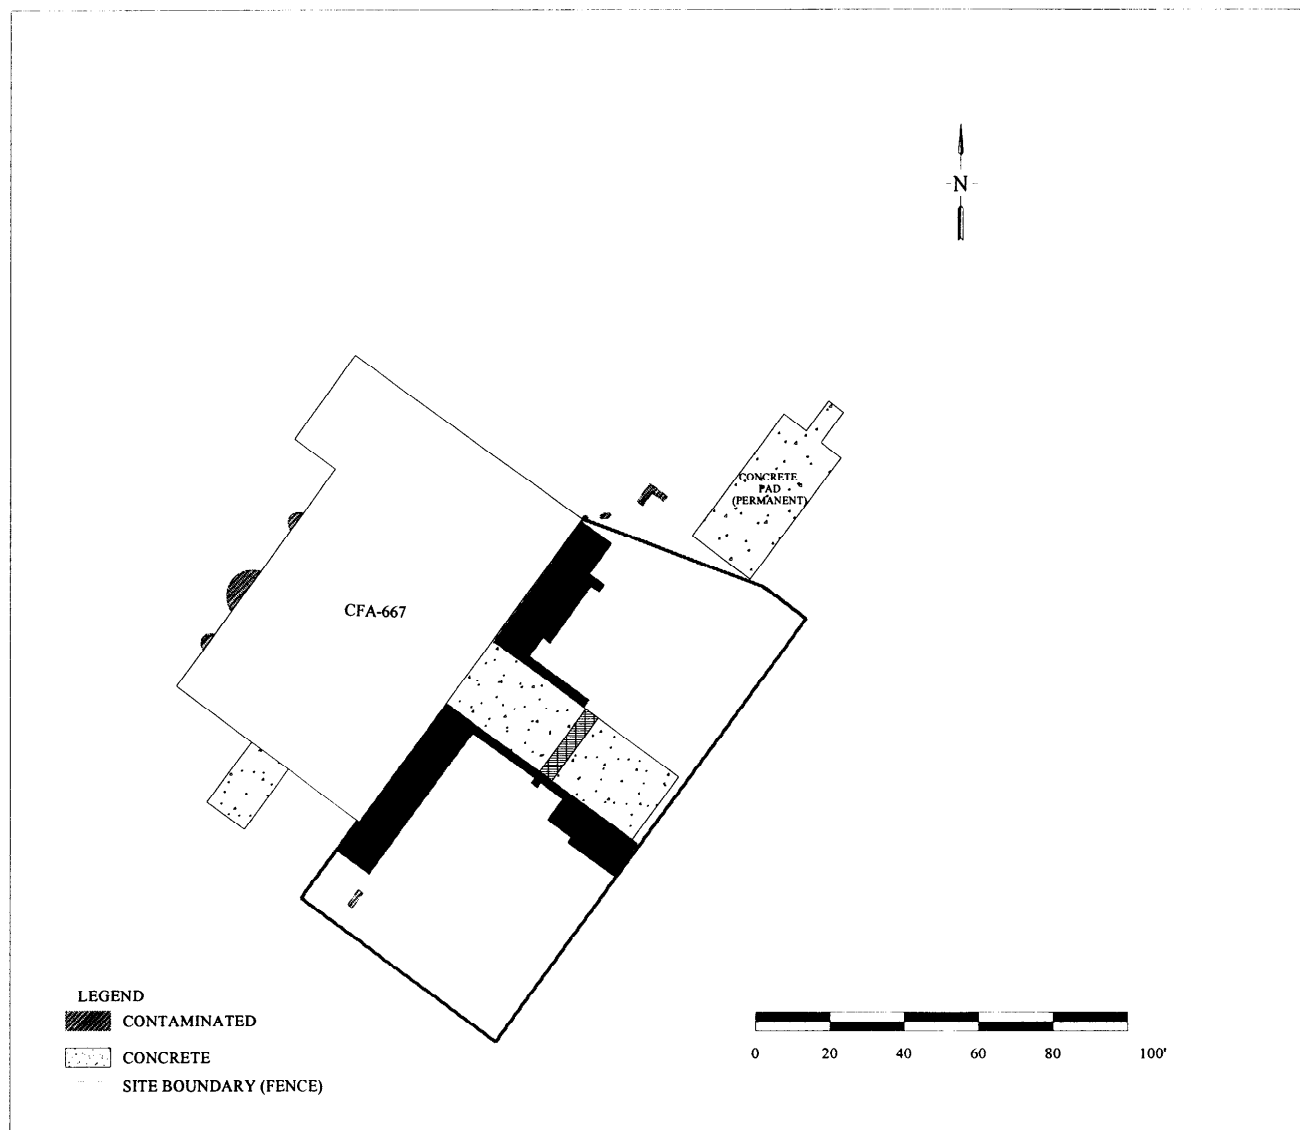 N
CONCRETE
PAD
(PERMANENT)
CFA-667
LEGEND
CONTAMINATED
CONCRETE
SITE BOUNDARY (FENCE)
0 20 40 60 80 100'